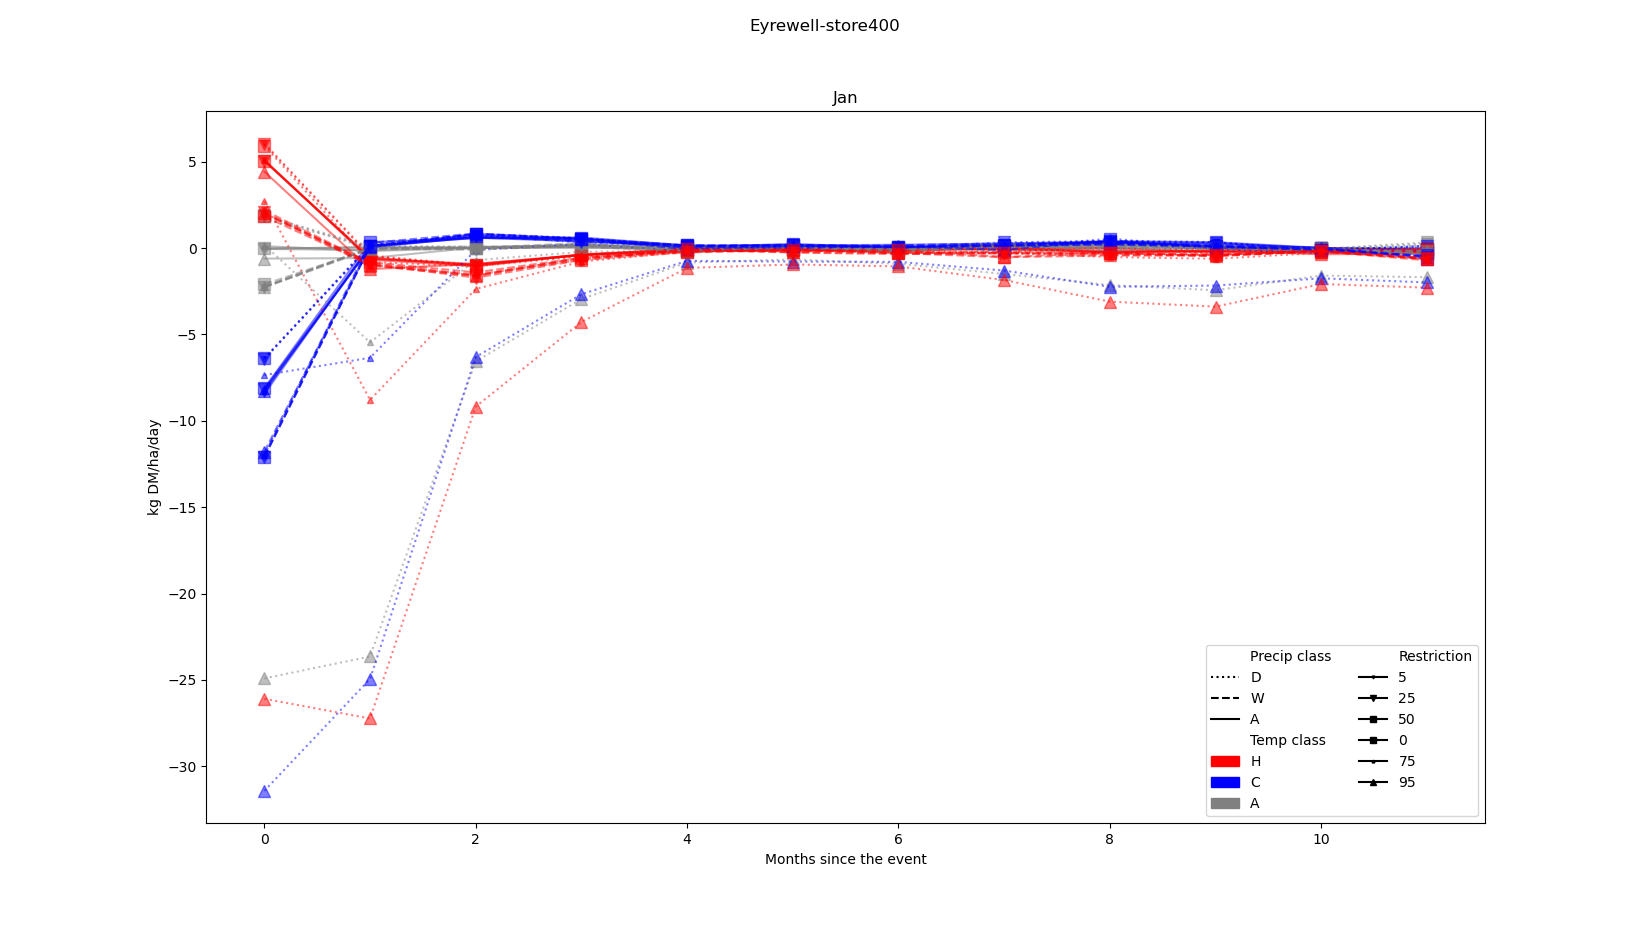 Eyrewell-store400
Jan
kg DM/ha/day
5
0
−5
−10
−15
−20
−25
−30
0 2 4 6 8 10
Months since the event
Precip class
D
W
A
Temp class
H
C
A
Restriction
5
25
50
0
75
95